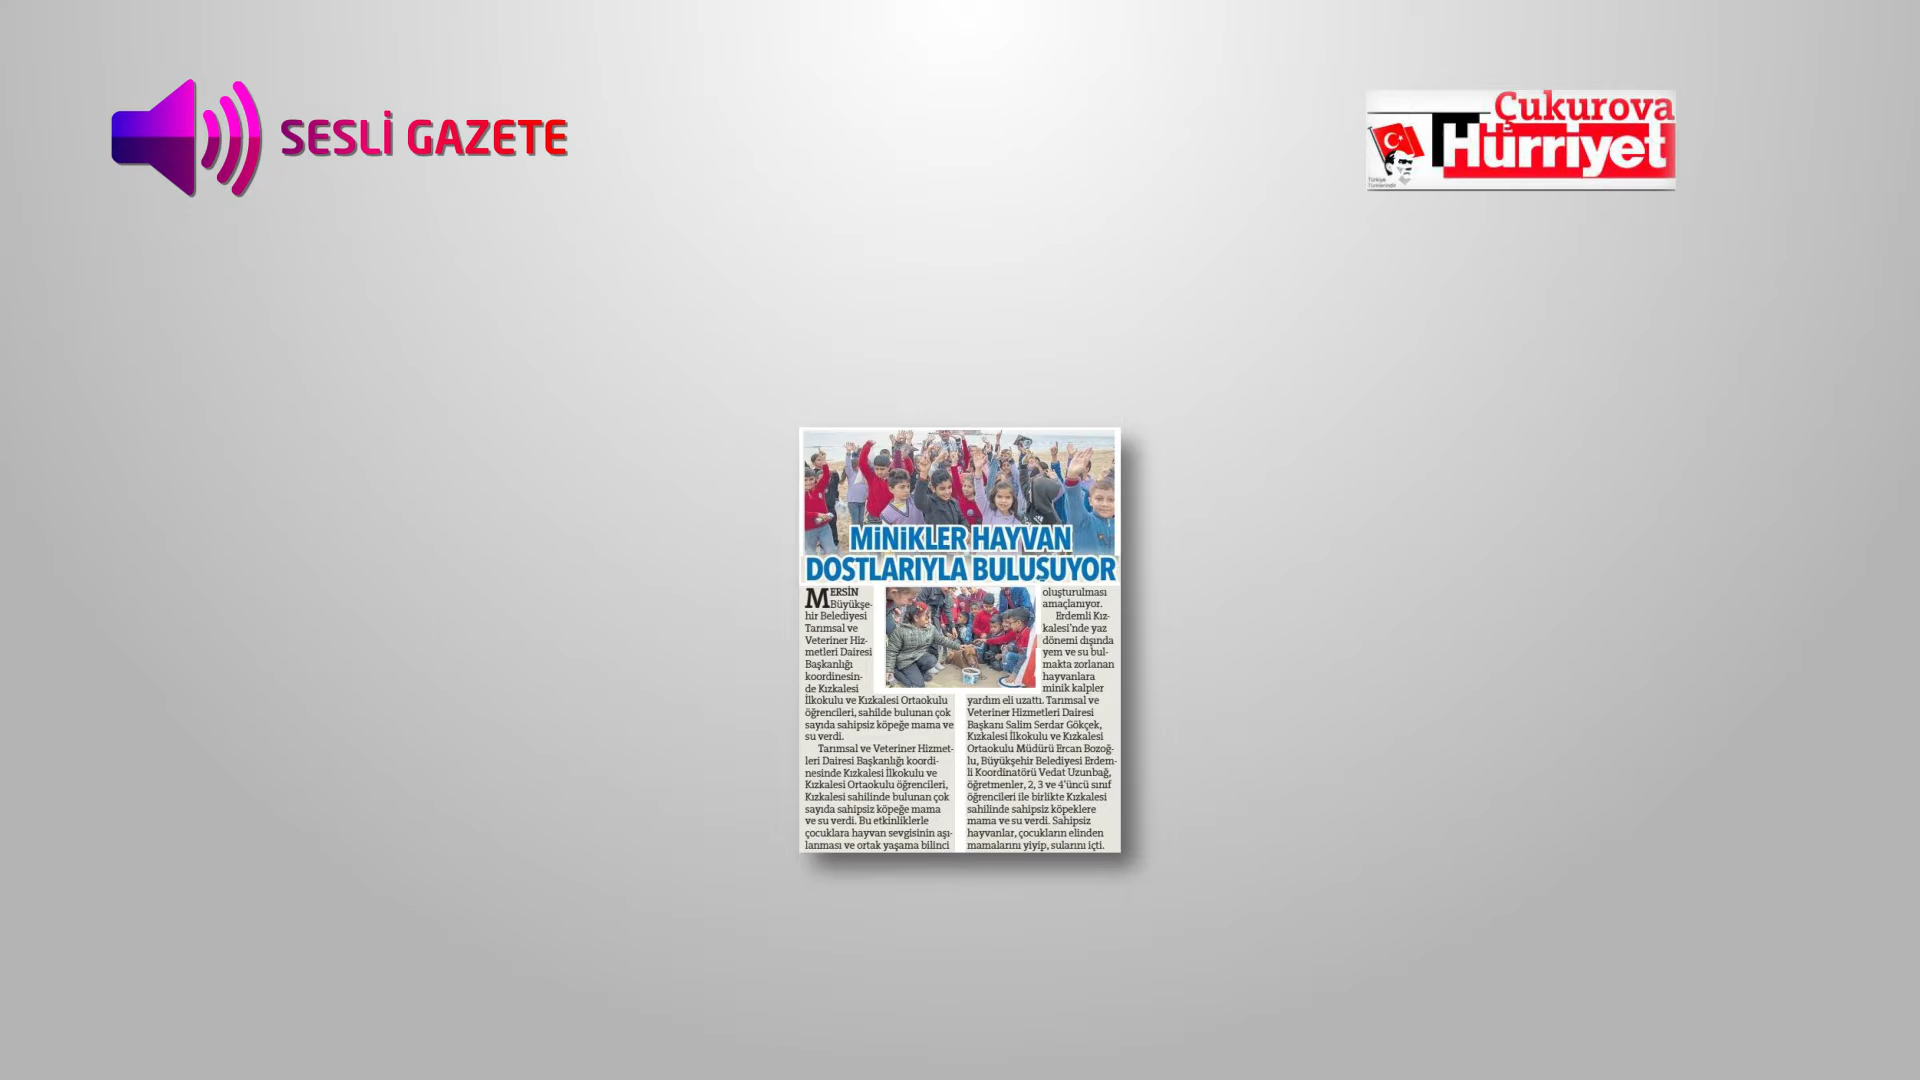 SESLİ GAZETE
Çukurova
Hürriyet
MİNİKLER HAYVAN
DOSTLARIYLA BULUŞUYOR
MERSİN
Büyükşe-
hir Belediyesi
Tarımsal ve
Veteriner Hiz-
metleri Dairesi
Başkanlığı
koordinesin-
de Kızkalesi
İlkokulu ve Kızkalesi Ortaokulu
öğrencileri, sahilde bulunan çok
sayıda sahipsiz köpeğe mama ve
su verdi.
Tarımsal ve Veteriner Hizmet-
leri Dairesi Başkanlığı koordi-
nesinde Kızkalesi İlkokulu ve
Kızkalesi Ortaokulu öğrencileri,
Kızkalesi sahilinde bulunan çok
sayıda sahipsiz köpeğe mama
ve su verdi. Bu etkinliklerle
çocuklara hayvan sevgisinin aşı-
lanması ve ortak yaşama bilinci
oluşturulması
amaçlanıyor.
Erdemli Kız-
kalesi'nde yaz
dönemi dışında
yem ve su bul-
makta zorlanan
hayvanlara
minik kalpler
yardım eli uzattı. Tarımsal ve
Veteriner Hizmetleri Dairesi
Başkanı Salim Serdar Gökçek,
Kızkalesi İlkokulu ve Kızkalesi
Ortaokulu Müdürü Ercan Bozoğ-
lu, Büyükşehir Belediyesi Erdem-
li Koordinatörü Vedat Uzunbağ,
öğretmenler, 2, 3 ve 4'üncü sınıf
öğrencileri ile birlikte Kızkalesi
sahilinde sahipsiz köpeklere
mama ve su verdi. Sahipsiz
hayvanlar, çocukların elinden
mamalarını yiyip, sularını içti.